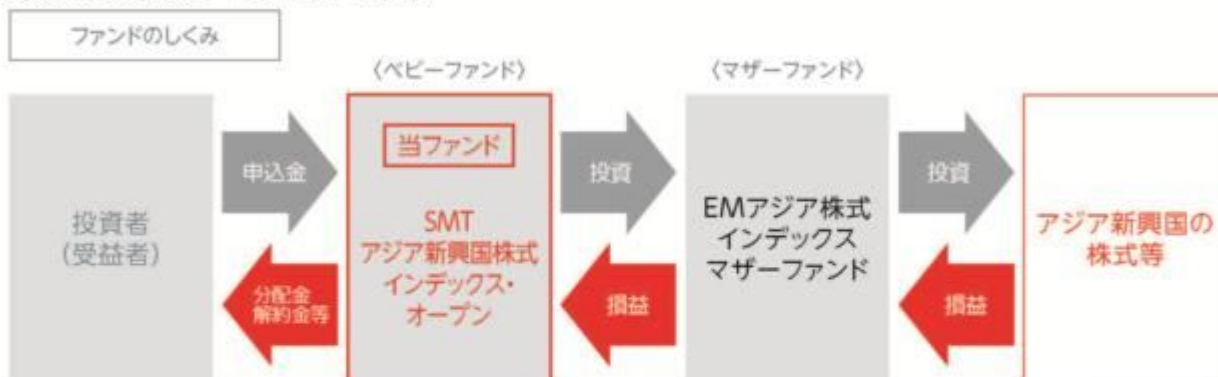 ファンドのしくみ
〈ベビーファンド〉
〈マザーファンド〉
投資者
(受益者)
申込金
分配金
解約金等
当ファンド
SMT
アジア新興国株式
インデックス・
オープン
投資
損益
EMアジア株式
インデックス
マザーファンド
投資
損益
アジア新興国の
株式等